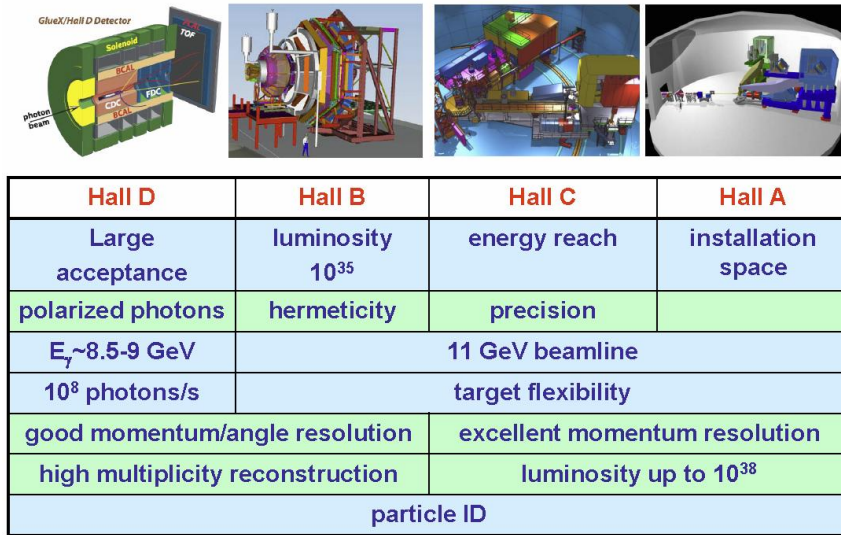 GlueX/Hall D Detector
FCAL
TOF
Solenoid
BCAL
CDC
FDC
BCAL
photon
beam
Hall D Hall B Hall C Hall A
Large luminosity energy reach installation
acceptance 10³⁵ space
polarized photons hermeticity precision
Eγ~8.5-9 GeV 11 GeV beamline
10⁸ photons/s target flexibility
good momentum/angle resolution excellent momentum resolution
high multiplicity reconstruction luminosity up to 10³⁸
particle ID